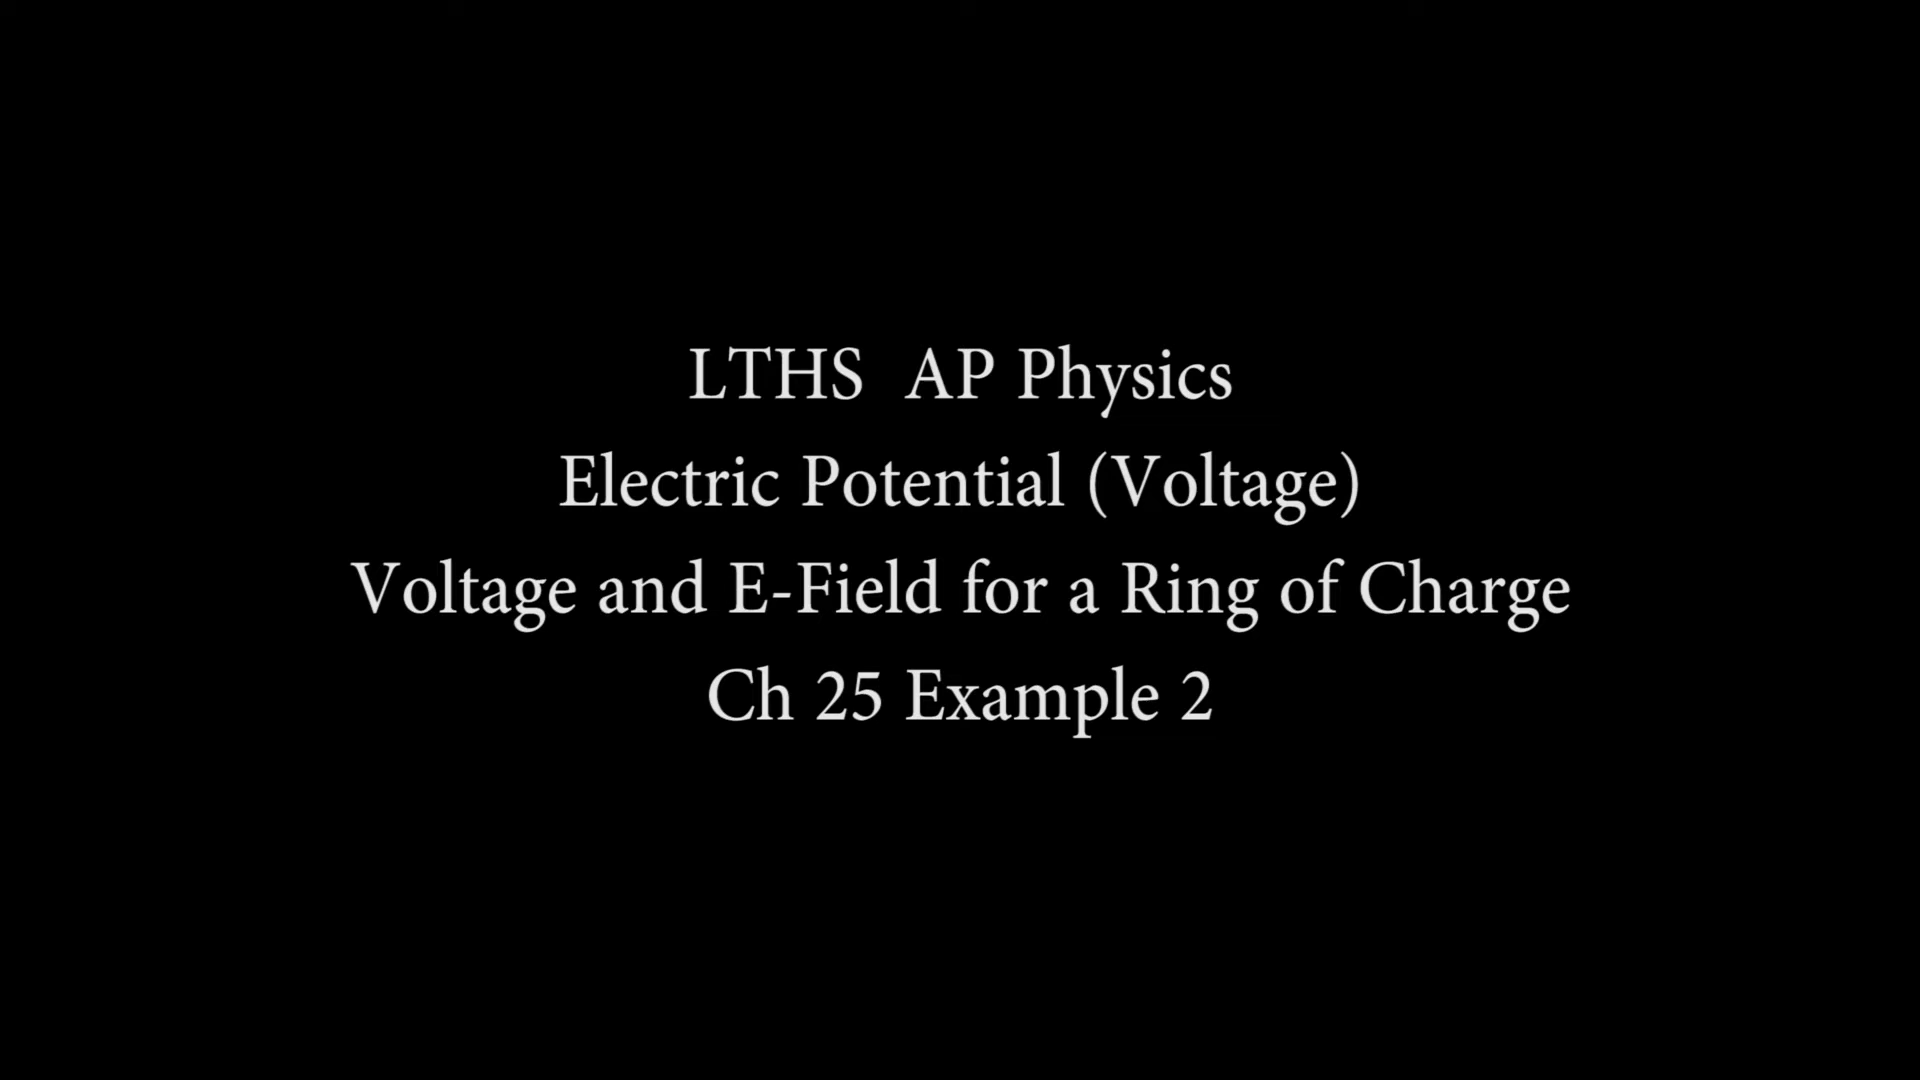 LTHS  AP Physics
Electric Potential (Voltage)
Voltage and E-Field for a Ring of Charge
Ch 25 Example 2